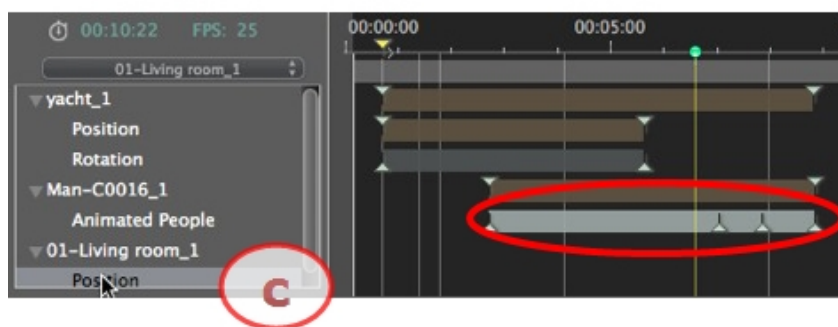 00:10:22 FPS: 25
00:00:00 00:05:00
01-Living room_1
yacht_1
Position
Rotation
Man-C0016_1
Animated People
01-Living room_1
Position
C